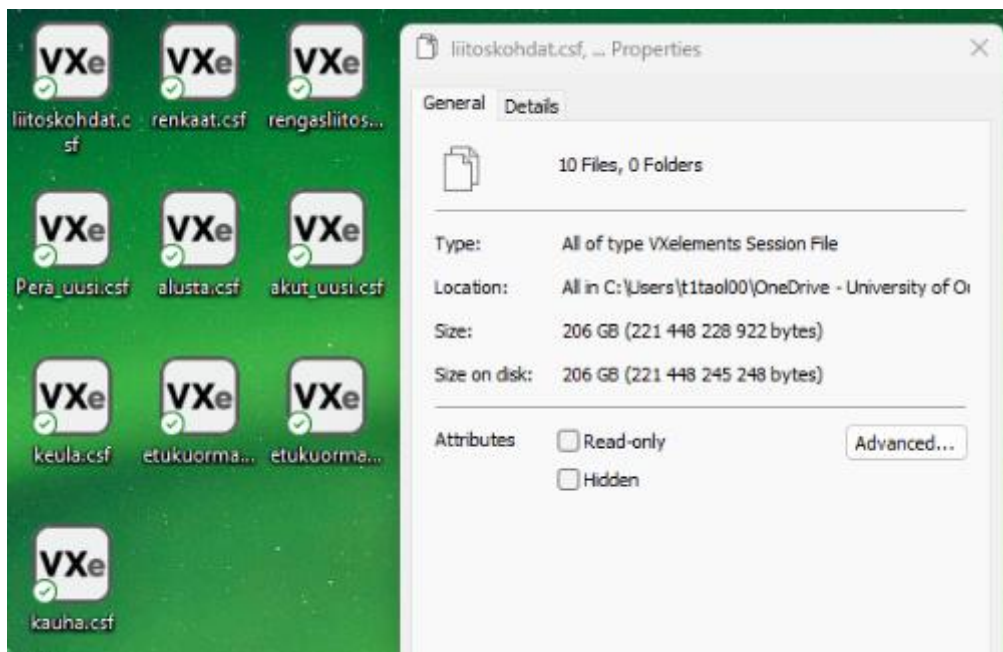 VXe
VXe
VXe
liitoskohdat.c
sf
renkaat.csf
rengasliitos...
VXe
VXe
VXe
Perä_uusi.csf
alusta.csf
akut_uusi.csf
VXe
VXe
VXe
keula.csf
etukuorma...
etukuorma...
VXe
kauha.csf
liitoskohdat.csf, ... Properties
General Details
10 Files, 0 Folders
Type: All of type VXelements Session File
Location: All in C:\Users\t1taol00\OneDrive - University of O
Size: 206 GB (221 448 228 922 bytes)
Size on disk: 206 GB (221 448 245 248 bytes)
Attributes Read-only Advanced...
Hidden